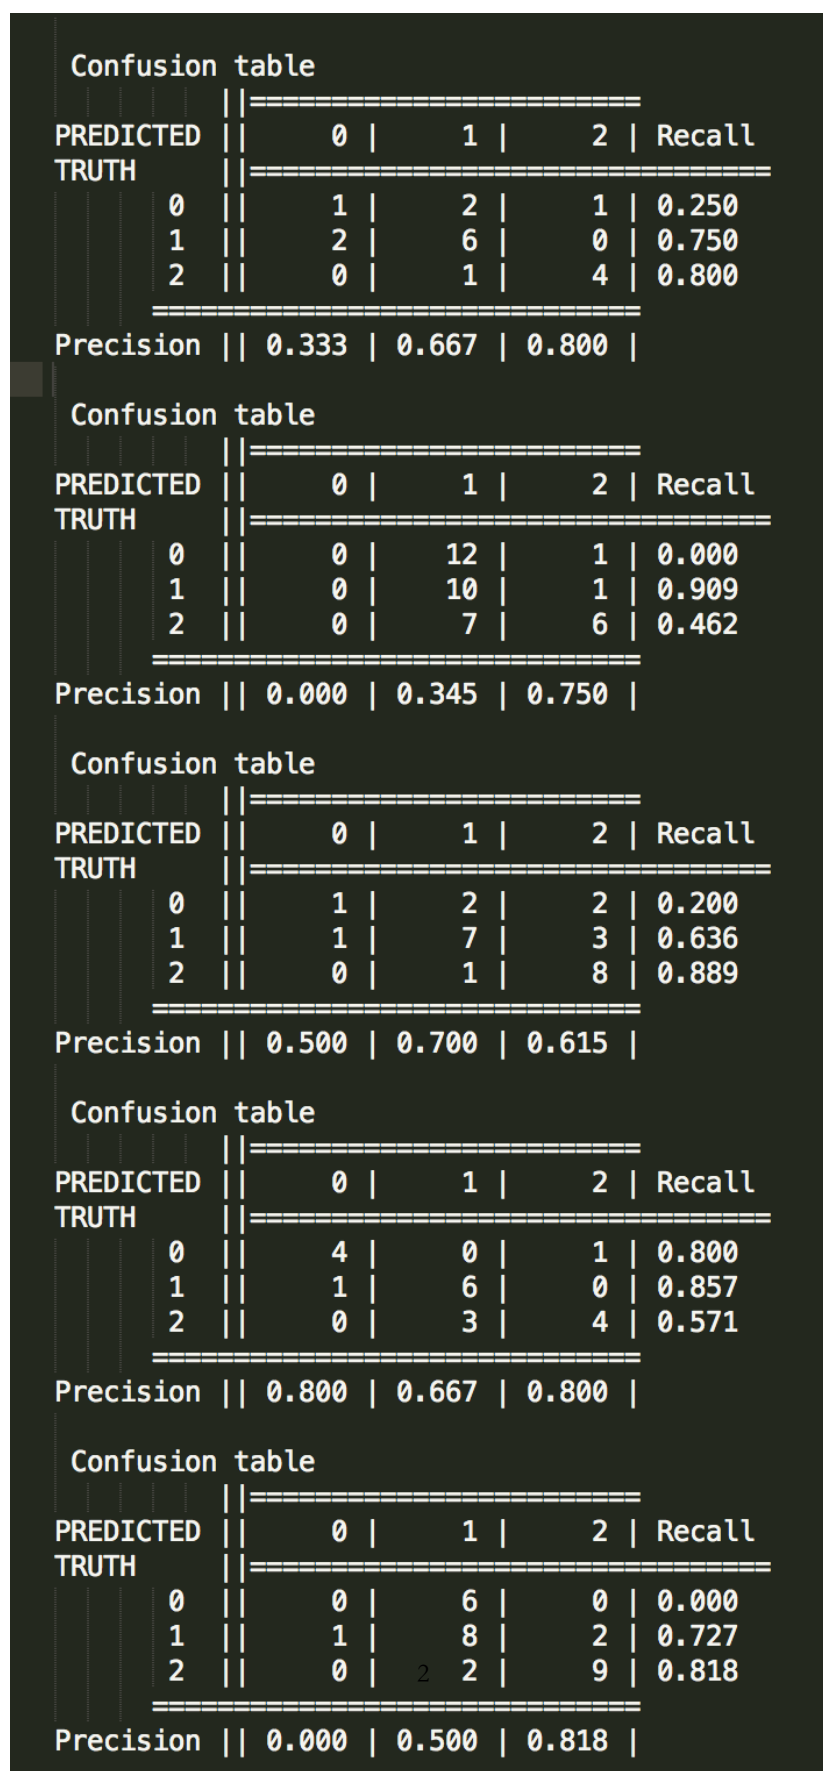 Confusion table
||========================
PREDICTED ||     0 |     1 |     2 | Recall
TRUTH     ||================================
       0  ||     1 |     2 |     1 | 0.250
       1  ||     2 |     6 |     0 | 0.750
       2  ||     0 |     1 |     4 | 0.800
      ==============================
Precision || 0.333 | 0.667 | 0.800 |
Confusion table
||========================
PREDICTED ||     0 |     1 |     2 | Recall
TRUTH     ||================================
       0  ||     0 |    12 |     1 | 0.000
       1  ||     0 |    10 |     1 | 0.909
       2  ||     0 |     7 |     6 | 0.462
      ==============================
Precision || 0.000 | 0.345 | 0.750 |
Confusion table
||========================
PREDICTED ||     0 |     1 |     2 | Recall
TRUTH     ||================================
       0  ||     1 |     2 |     2 | 0.200
       1  ||     1 |     7 |     3 | 0.636
       2  ||     0 |     1 |     8 | 0.889
      ==============================
Precision || 0.500 | 0.700 | 0.615 |
Confusion table
||========================
PREDICTED ||     0 |     1 |     2 | Recall
TRUTH     ||================================
       0  ||     4 |     0 |     1 | 0.800
       1  ||     1 |     6 |     0 | 0.857
       2  ||     0 |     3 |     4 | 0.571
      ==============================
Precision || 0.800 | 0.667 | 0.800 |
Confusion table
||========================
PREDICTED ||     0 |     1 |     2 | Recall
TRUTH     ||================================
       0  ||     0 |     6 |     0 | 0.000
       1  ||     1 |     8 |     2 | 0.727
       2  ||     0 |  2  2 |     9 | 0.818
      ==============================
Precision || 0.000 | 0.500 | 0.818 |